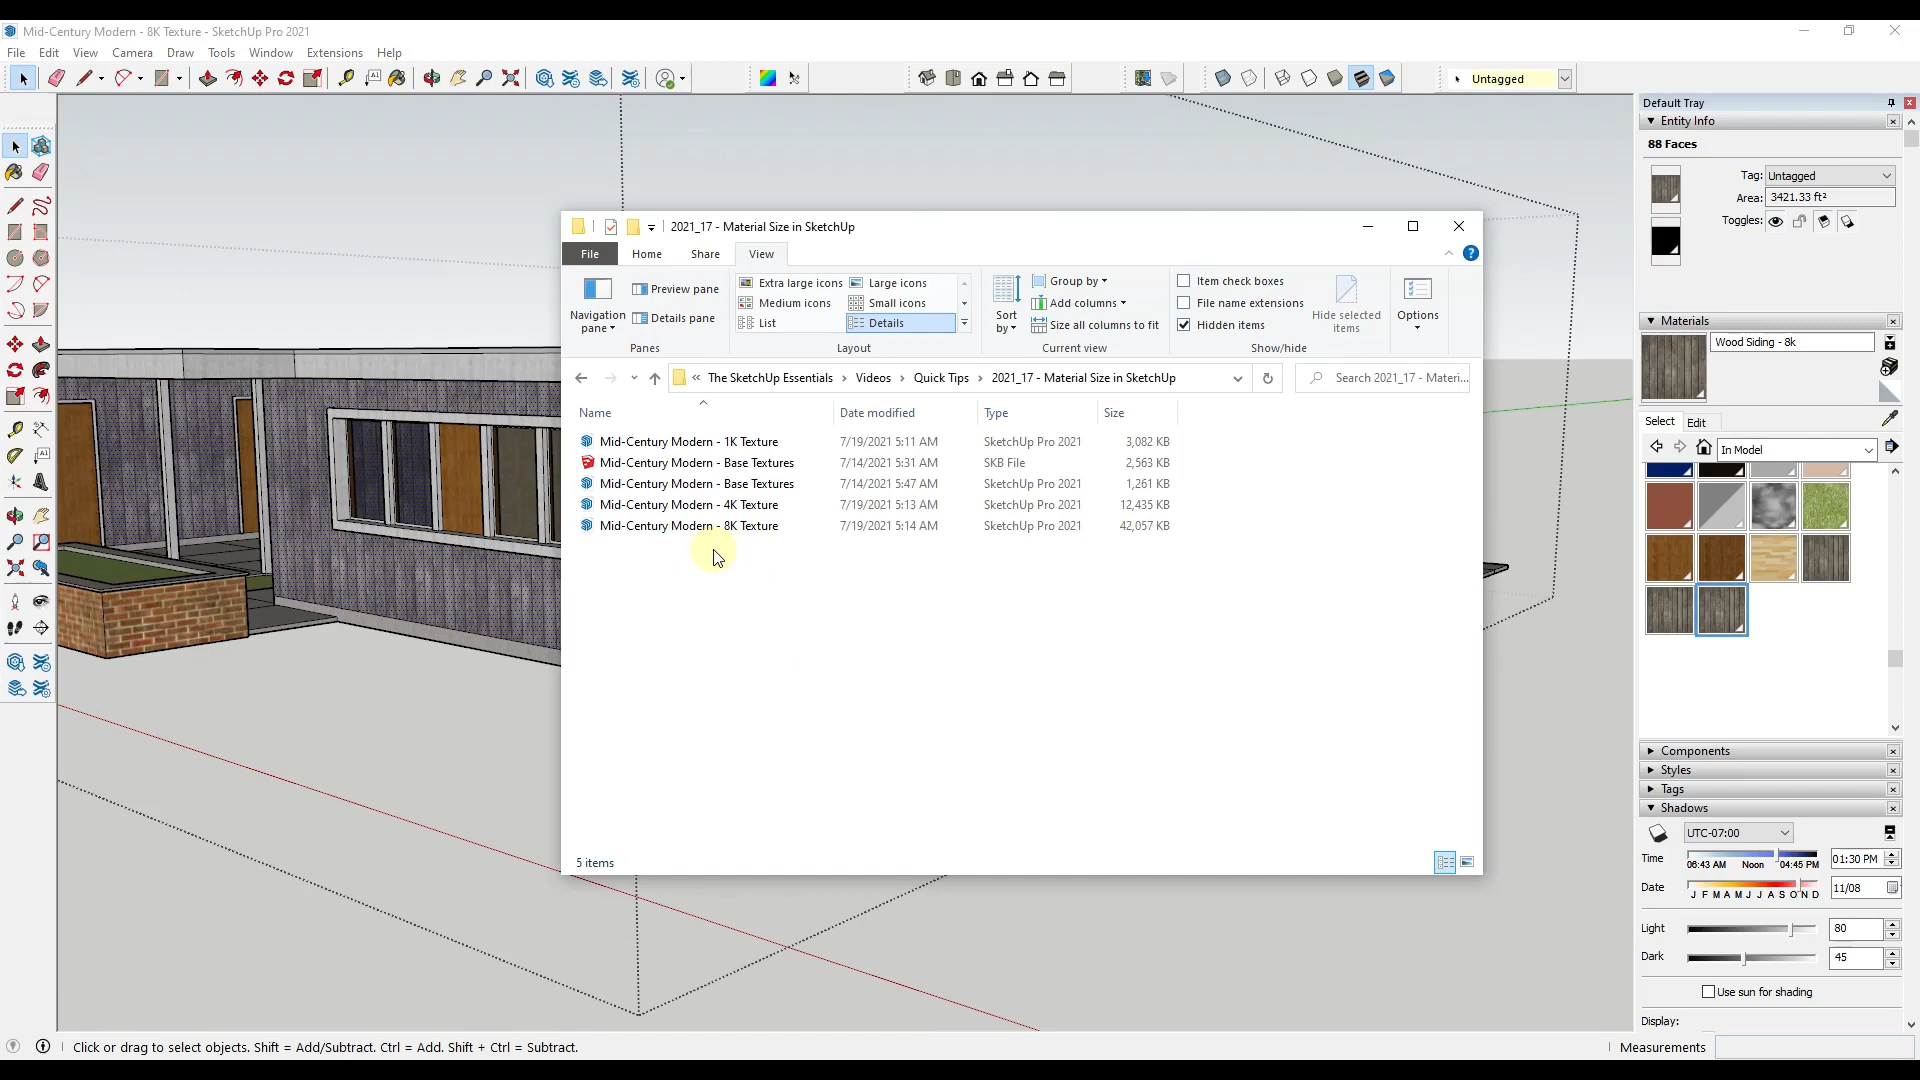 Mid-Century Modern - 8K Texture - SketchUp Pro 2021
File Edit View Camera Draw Tools Window Extensions Help
Untagged
Default Tray
Entity Info
88 Faces
Tag: Untagged
Area: 3421.33 ft²
Toggles:
Materials
Wood Siding - 8k
Select Edit
In Model
Components
Styles
Tags
Shadows
UTC-07:00
Time 06:43 AM Noon 04:45 PM 01:30 PM
Date J F M A M J J A S O N D 11/08
Light 80
Dark 45
Use sun for shading
Display:
2021_17 - Material Size in SketchUp
File Home Share View
Navigation pane
Preview pane
Details pane
Panes
Extra large icons Large icons
Medium icons Small icons
List Details
Layout
Sort by
Group by
Add columns
Size all columns to fit
Current view
Item check boxes
File name extensions
Hidden items
Hide selected items
Show/hide
Options
« The SketchUp Essentials › Videos › Quick Tips › 2021_17 - Material Size in SketchUp
Search 2021_17 - Materi...
Name Date modified Type Size
Mid-Century Modern - 1K Texture 7/19/2021 5:11 AM SketchUp Pro 2021 3,082 KB
Mid-Century Modern - Base Textures 7/14/2021 5:31 AM SKB File 2,563 KB
Mid-Century Modern - Base Textures 7/14/2021 5:47 AM SketchUp Pro 2021 1,261 KB
Mid-Century Modern - 4K Texture 7/19/2021 5:13 AM SketchUp Pro 2021 12,435 KB
Mid-Century Modern - 8K Texture 7/19/2021 5:14 AM SketchUp Pro 2021 42,057 KB
5 items
Click or drag to select objects. Shift = Add/Subtract. Ctrl = Add. Shift + Ctrl = Subtract.
Measurements